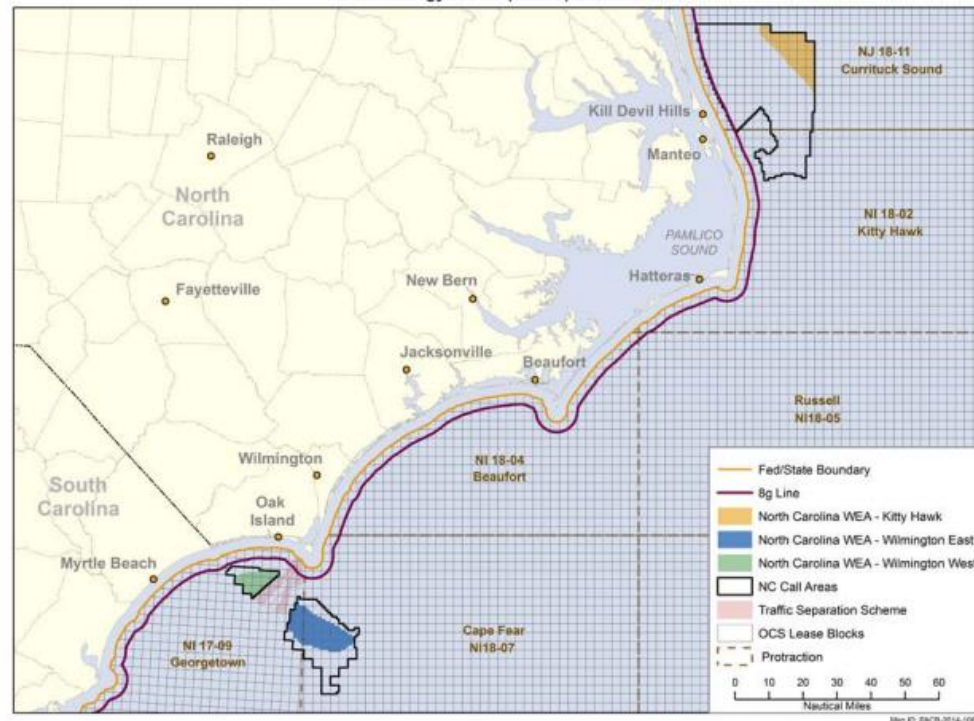 NJ 18-11
Currituck Sound
Kill Devil Hills
Raleigh
Manteo
North
Carolina
NI 18-02
Kitty Hawk
PAMLICO
SOUND
Hatteras
New Bern
Fayetteville
Jacksonville
Beaufort
Russell
NI18-05
Wilmington
NI 18-04
Beaufort
South
Carolina
Oak
Island
Myrtle Beach
Cape Fear
NI18-07
NI 17-09
Georgetown
Fed/State Boundary
8g Line
North Carolina WEA - Kitty Hawk
North Carolina WEA - Wilmington East
North Carolina WEA - Wilmington West
NC Call Areas
Traffic Separation Scheme
OCS Lease Blocks
Protraction
0 10 20 30 40 50 60
Nautical Miles